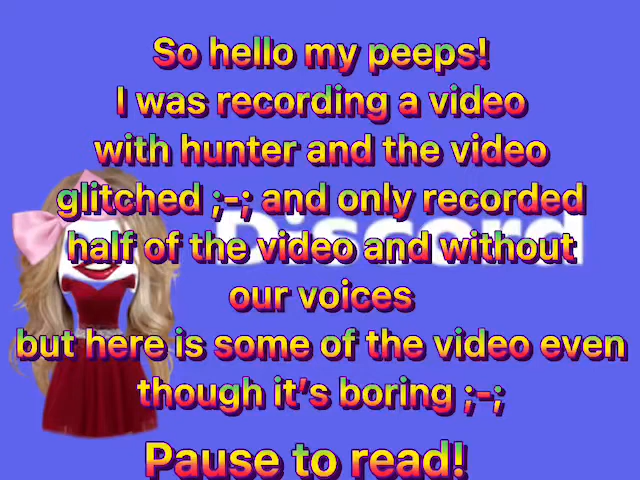 So hello my peeps!
I was recording a video
with hunter and the video
glitched ;-; and only recorded
Discord
half of the video and without
our voices
but here is some of the video even
though it's boring ;-;
Pause to read!